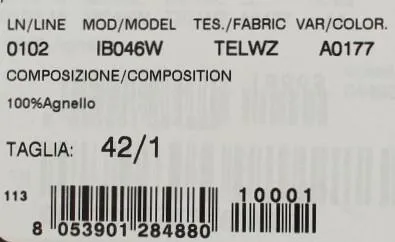 LN/LINE MOD/MODEL TES./FABRIC VAR/COLOR.
0102 IB046W TELWZ A0177
COMPOSIZIONE/COMPOSITION
100%Agnello
TAGLIA: 42/1
113 10001
8 053901 284880